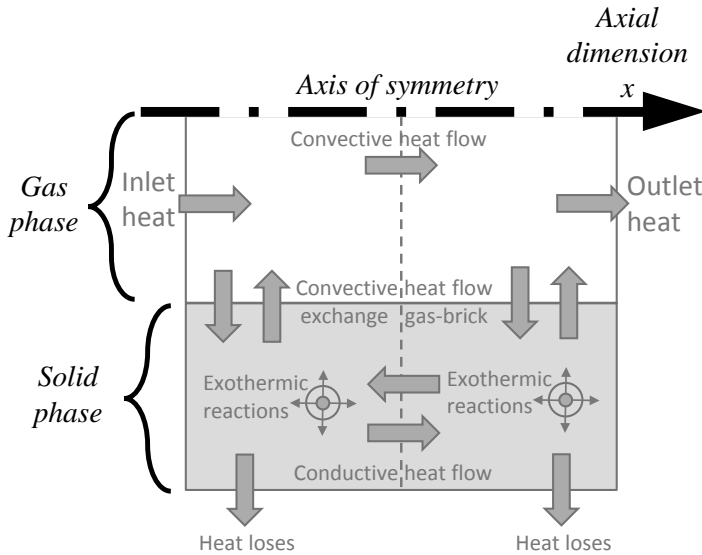 Axial
dimension
x
Axis of symmetry
Convective heat flow
Gas
phase
Inlet
heat
Outlet
heat
Convective heat flow
exchange gas-brick
Solid
phase
Exothermic
reactions
Exothermic
reactions
Conductive heat flow
Heat loses
Heat loses